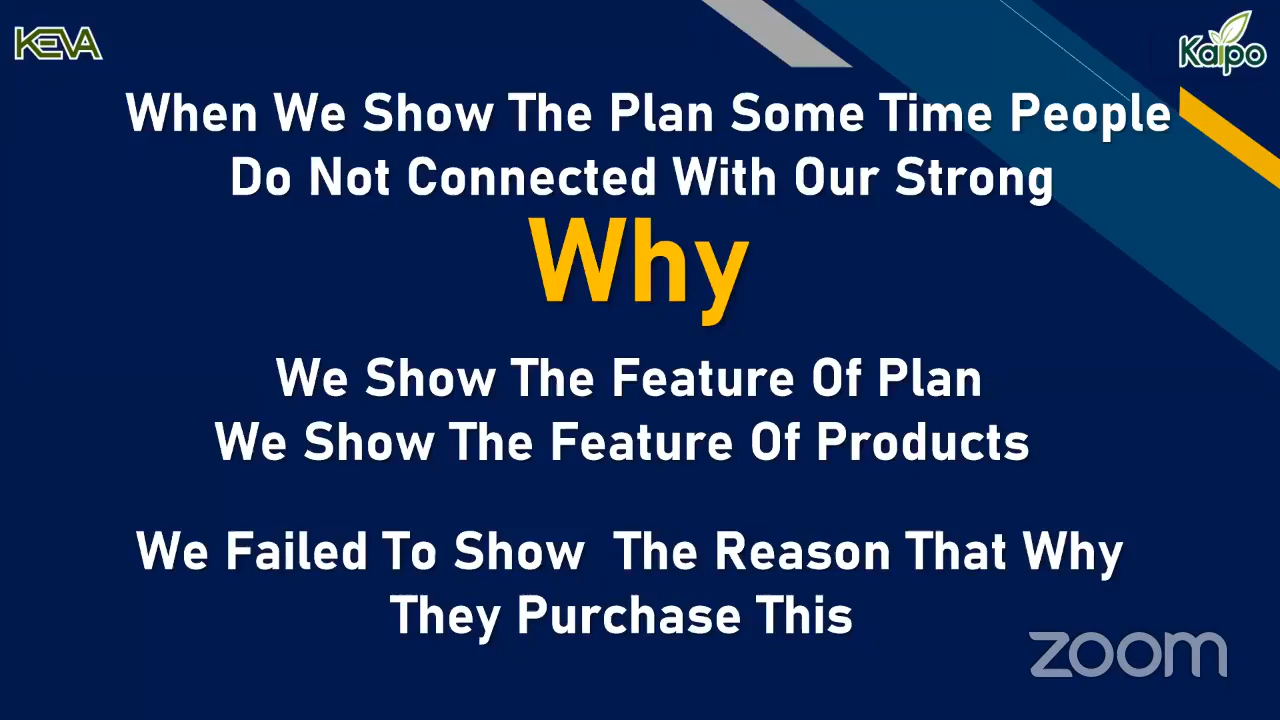 KEVA
Kaipo
When We Show The Plan Some Time People
Do Not Connected With Our Strong
Why
We Show The Feature Of Plan
We Show The Feature Of Products
We Failed To Show The Reason That Why
They Purchase This
zoom